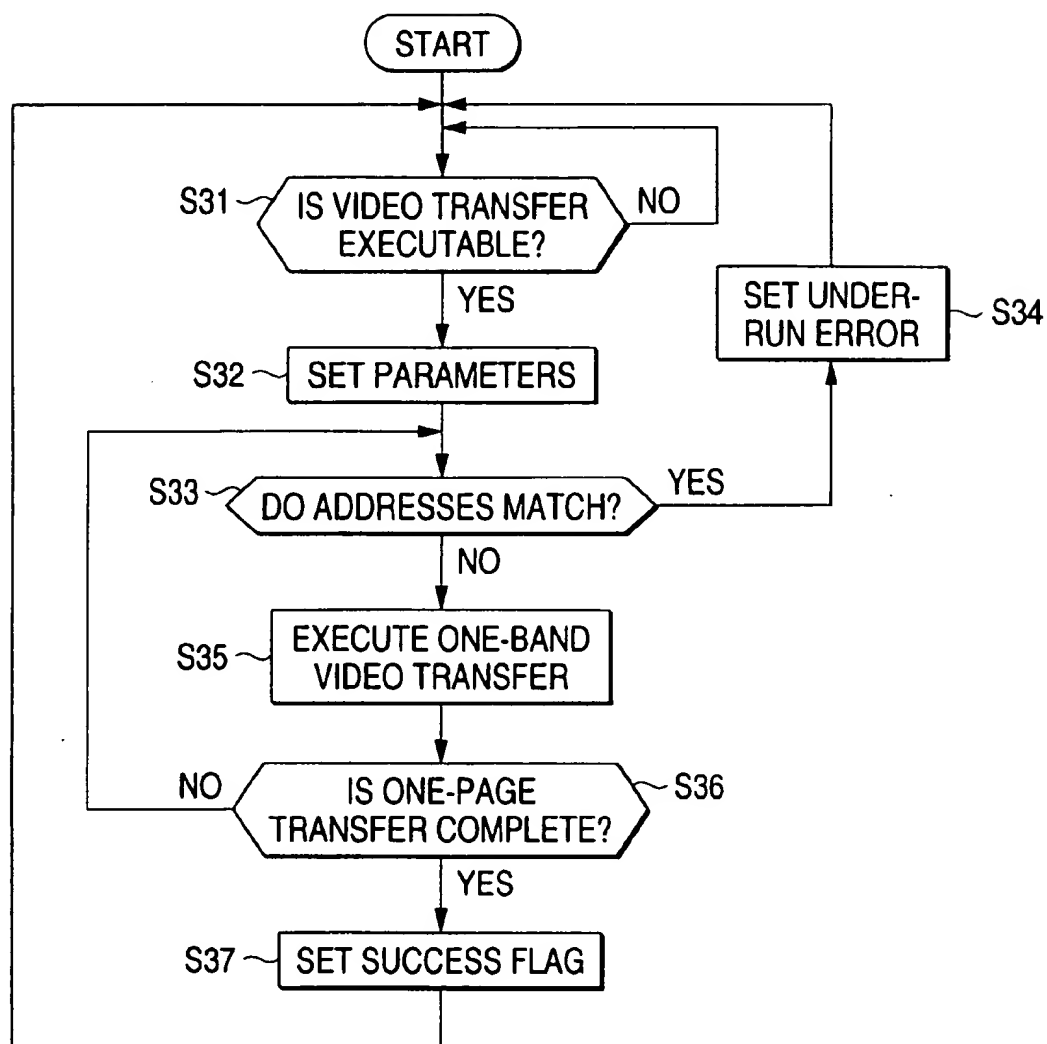 START
S31
IS VIDEO TRANSFER
EXECUTABLE?
NO
YES
SET UNDER-
RUN ERROR
S34
S32
SET PARAMETERS
S33
DO ADDRESSES MATCH?
YES
NO
S35
EXECUTE ONE-BAND
VIDEO TRANSFER
NO
IS ONE-PAGE
TRANSFER COMPLETE?
S36
YES
S37
SET SUCCESS FLAG